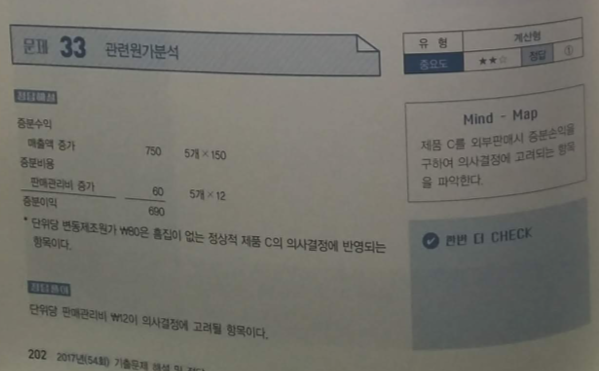 문제 33 관련원가분석
유 형 계산형
중요도 ★★☆ 정답 ①
정답해설
증분수익
매출액 증가 750 5개×150
증분비용
판매관리비 증가 60 5개×12
증분이익 690
* 단위당 변동제조원가 ₩80은 흠집이 없는 정상적 제품 C의 의사결정에 반영되는
항목이다.
Mind - Map
제품 C를 외부판매시 증분손익을
구하여 의사결정에 고려되는 항목
을 파악한다.
한번 더 CHECK
정답풀이
단위당 판매관리비 ₩12이 의사결정에 고려될 항목이다.
202 2017년(54회) 기출문제 해설 및 정답